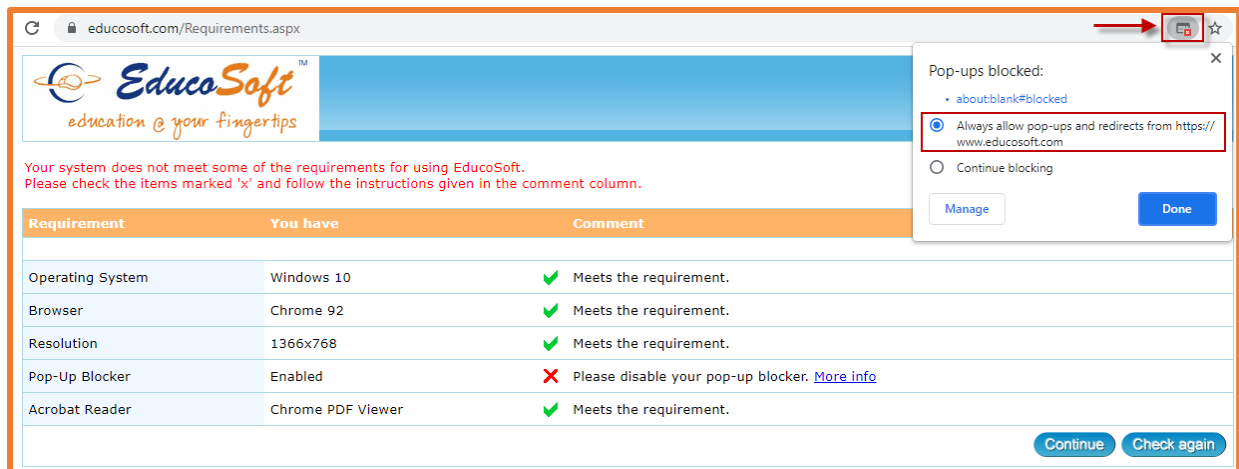 educosoft.com/Requirements.aspx
EducoSoft™
education @ your fingertips
Pop-ups blocked:
• about:blank#blocked
Always allow pop-ups and redirects from https://
www.educosoft.com
Continue blocking
Manage
Done
Your system does not meet some of the requirements for using EducoSoft.
Please check the items marked 'x' and follow the instructions given in the comment column.
Requirement You have Comment
Operating System Windows 10 Meets the requirement.
Browser Chrome 92 Meets the requirement.
Resolution 1366x768 Meets the requirement.
Pop-Up Blocker Enabled Please disable your pop-up blocker. More info
Acrobat Reader Chrome PDF Viewer Meets the requirement.
Continue Check again